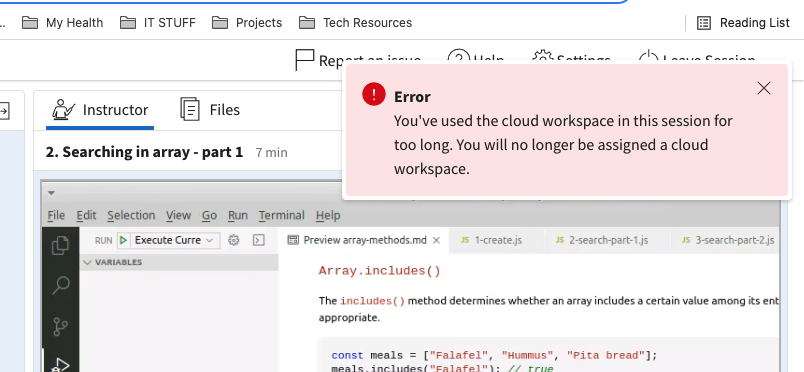 My Health IT STUFF Projects Tech Resources Reading List
Report an issue Help Settings Leave Session
Instructor Files
Error
You've used the cloud workspace in this session for
too long. You will no longer be assigned a cloud
workspace.
2. Searching in array - part 1 7 min
File Edit Selection View Go Run Terminal Help
RUN Execute Curre
Preview array-methods.md JS 1-create.js JS 2-search-part-1.js JS 3-search-part-2.js
VARIABLES
Array.includes()
The includes() method determines whether an array includes a certain value among its ent
appropriate.
const meals = ["Falafel", "Hummus", "Pita bread"];
meals.includes("Falafel"); // true